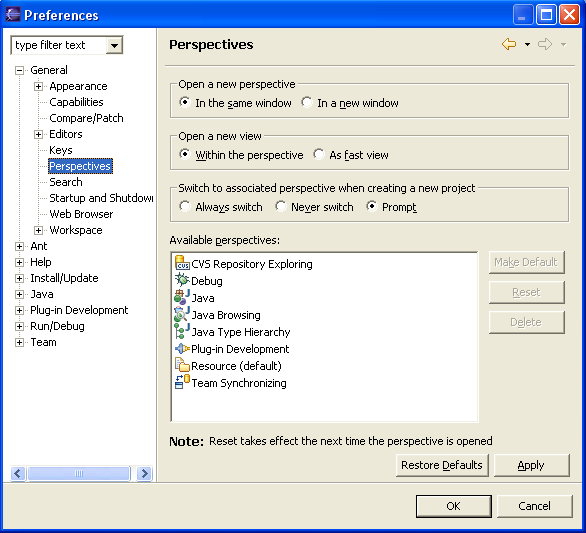 Preferences
type filter text
General
Appearance
Capabilities
Compare/Patch
Editors
Keys
Perspectives
Search
Startup and Shutdown
Web Browser
Workspace
Ant
Help
Install/Update
Java
Plug-in Development
Run/Debug
Team
Perspectives
Open a new perspective
In the same window In a new window
Open a new view
Within the perspective As fast view
Switch to associated perspective when creating a new project
Always switch Never switch Prompt
Available perspectives:
CVS Repository Exploring
Debug
Java
Java Browsing
Java Type Hierarchy
Plug-in Development
Resource (default)
Team Synchronizing
Make Default
Reset
Delete
Note: Reset takes effect the next time the perspective is opened
Restore Defaults Apply
OK Cancel